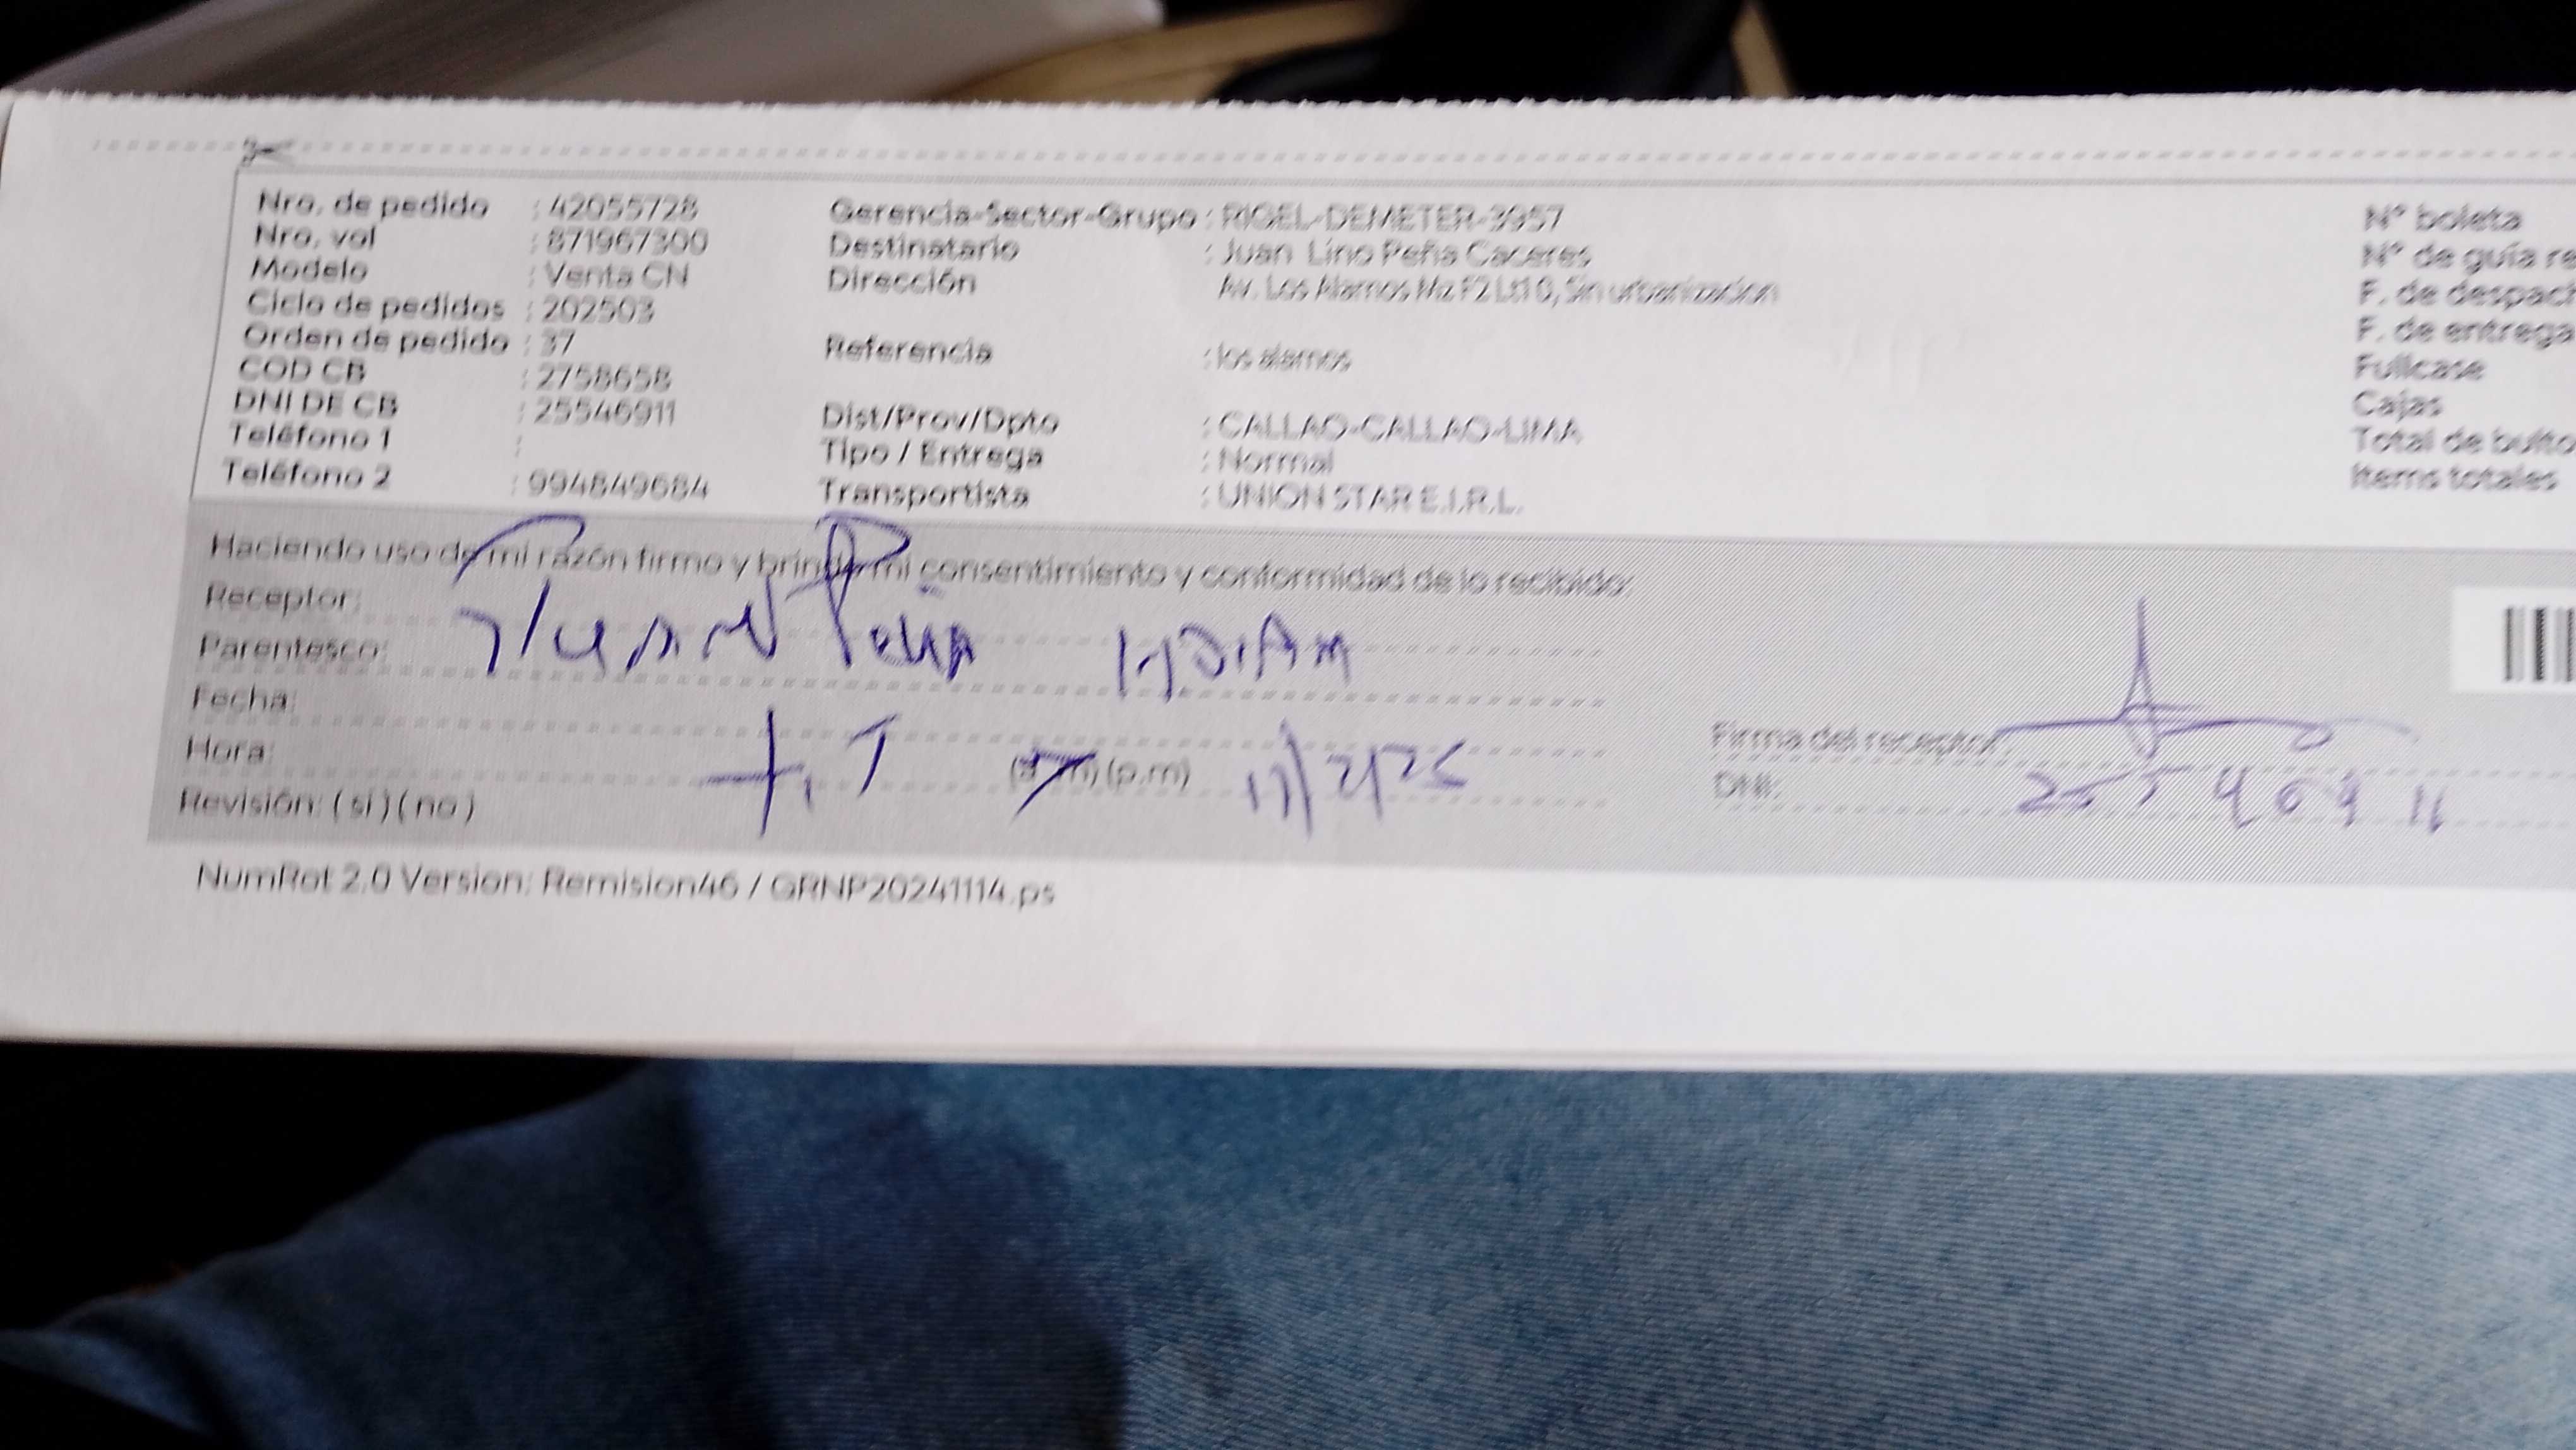 Nro. de pedido : 42055728 Gerencia-Sector-Grupo : RIGEL-DEMETER-3957 N° boleta
Nro. vol : 871967300 Destinatario : Juan Lino Peña Caceres N° de guía re
Modelo : Venta CN Dirección Av. Los Alamos Mz F2 Lt10, Sin urbanizacion F. de despach
Ciclo de pedidos : 202503 F. de entrega
Orden de pedido : 37 Referencia : los alamos Fullcase
COD CB : 2758658 Cajas
DNI DE CB : 25546911 Dist/Prov/Dpto : CALLAO-CALLAO-LIMA Total de bulto
Teléfono 1 : Tipo / Entrega : Normal Items totales
Teléfono 2 : 994849684 Transportista : UNION STAR E.I.R.L.
Haciendo uso de mi razón firmo y brindo mi consentimiento y conformidad de lo recibido:
Receptor: Peña
Parentesco:
Fecha:
Hora: (a.m) (p.m) Firma del receptor:
Revisión: ( si ) ( no ) DNI:
NumRot 2.0 Version: Remision46 / GRNP20241114.ps